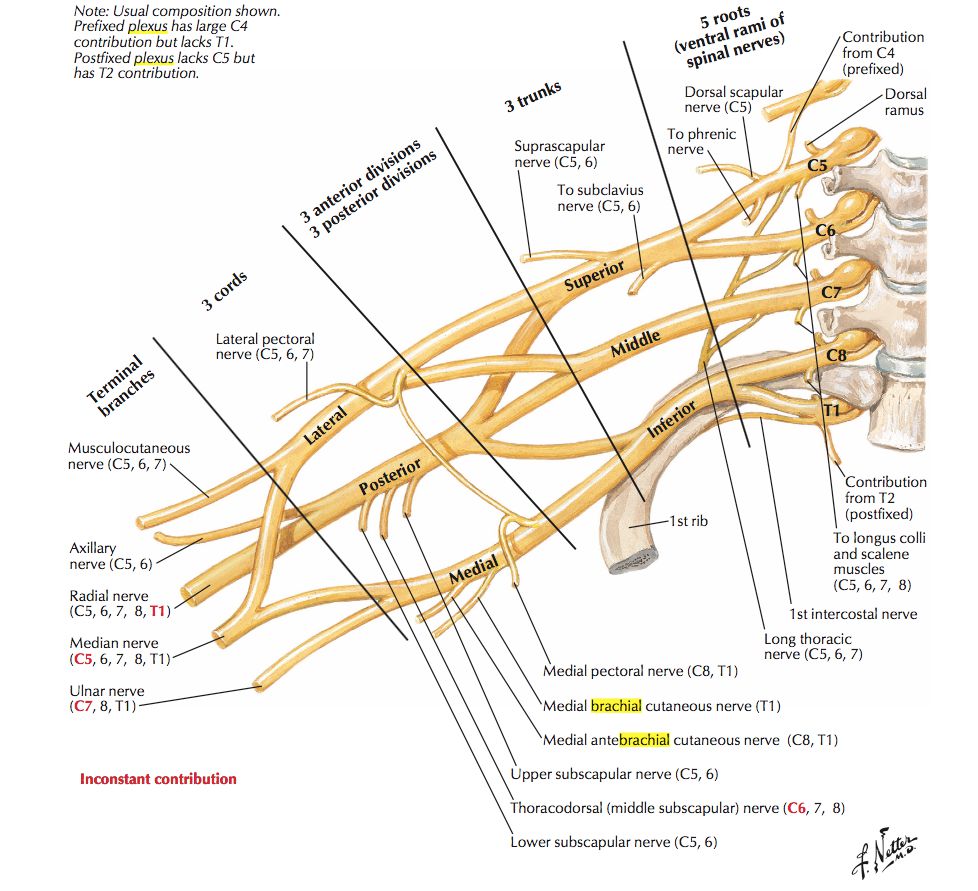 Note: Usual composition shown.
Prefixed plexus has large C4
contribution but lacks T1.
Postfixed plexus lacks C5 but
has T2 contribution.
5 roots
(ventral rami of
spinal nerves)
3 trunks
3 anterior divisions
3 posterior divisions
3 cords
Terminal
branches
Contribution
from C4
(prefixed)
Dorsal scapular
nerve (C5)
Dorsal
ramus
To phrenic
nerve
Suprascapular
nerve (C5, 6)
To subclavius
nerve (C5, 6)
C5
C6
C7
C8
T1
Superior
Middle
Inferior
Lateral pectoral
nerve (C5, 6, 7)
Lateral
Posterior
Medial
Musculocutaneous
nerve (C5, 6, 7)
Axillary
nerve (C5, 6)
Radial nerve
(C5, 6, 7, 8, T1)
Median nerve
(C5, 6, 7, 8, T1)
Ulnar nerve
(C7, 8, T1)
1st rib
Contribution
from T2
(postfixed)
To longus colli
and scalene
muscles
(C5, 6, 7, 8)
1st intercostal nerve
Long thoracic
nerve (C5, 6, 7)
Medial pectoral nerve (C8, T1)
Medial brachial cutaneous nerve (T1)
Medial antebrachial cutaneous nerve (C8, T1)
Upper subscapular nerve (C5, 6)
Thoracodorsal (middle subscapular) nerve (C6, 7, 8)
Lower subscapular nerve (C5, 6)
Inconstant contribution
F. Netter
M.D.